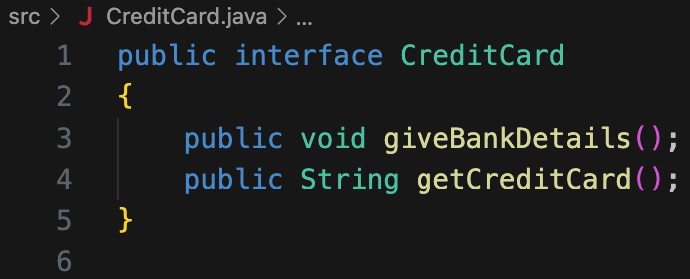 src > J CreditCard.java > ...
1 public interface CreditCard
2 {
3     public void giveBankDetails();
4     public String getCreditCard();
5 }
6